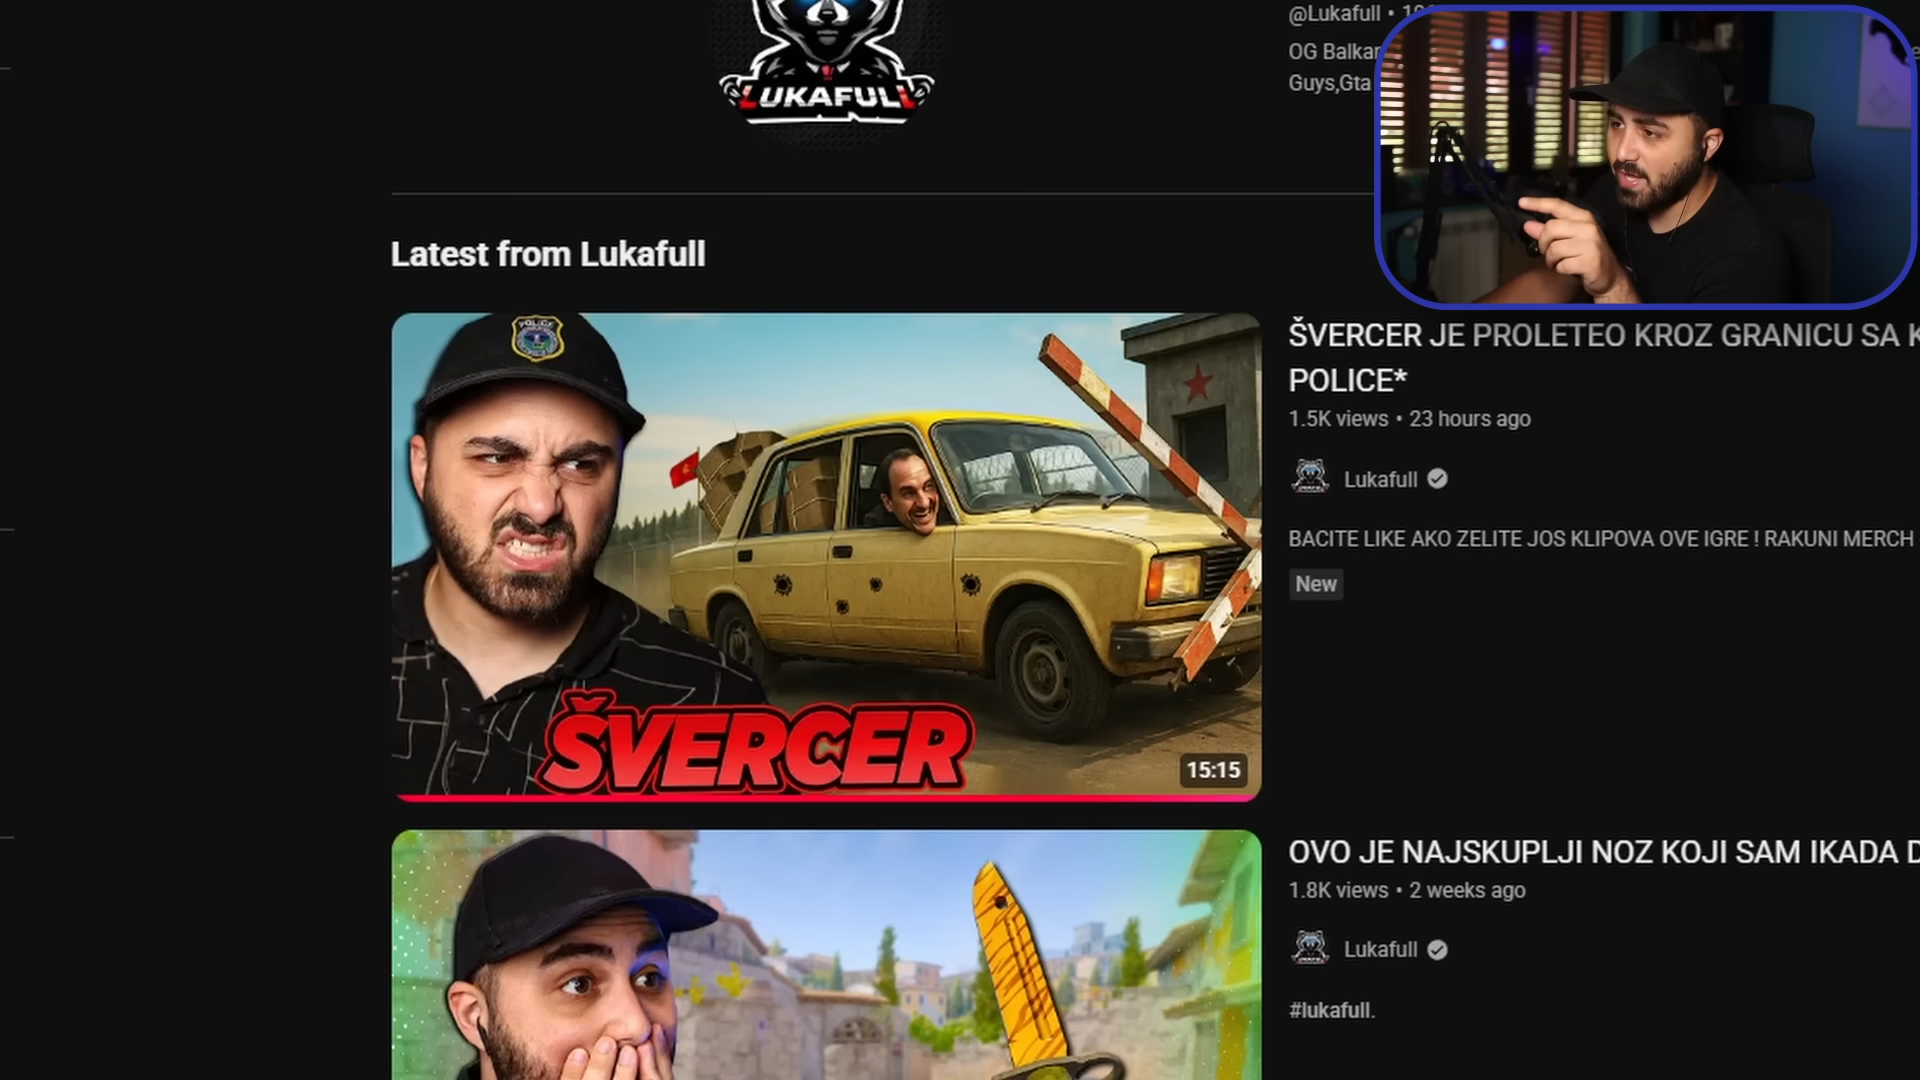 @Lukafull •
OG Balkan
Guys,Gta
LUKAFULL
Latest from Lukafull
POLICE
ŠVERCER
15:15
ŠVERCER JE PROLETEO KROZ GRANICU SA
POLICE*
1.5K views • 23 hours ago
Lukafull
BACITE LIKE AKO ZELITE JOS KLIPOVA OVE IGRE ! RAKUNI MERCH
New
OVO JE NAJSKUPLJI NOZ KOJI SAM IKADA
1.8K views • 2 weeks ago
Lukafull
#lukafull.